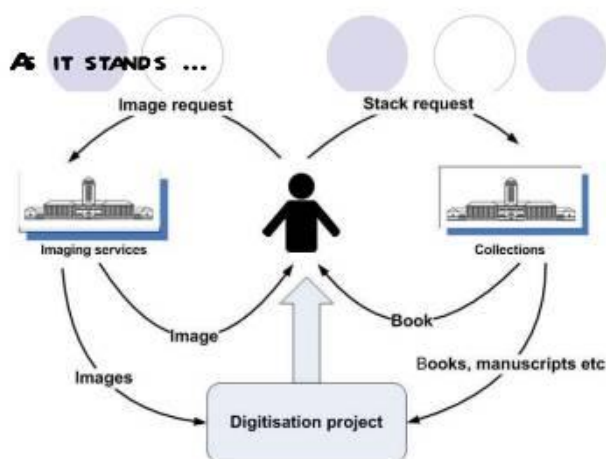 AS IT STANDS ...
Image request
Stack request
Imaging services
Collections
Image
Book
Images
Books, manuscripts etc
Digitisation project